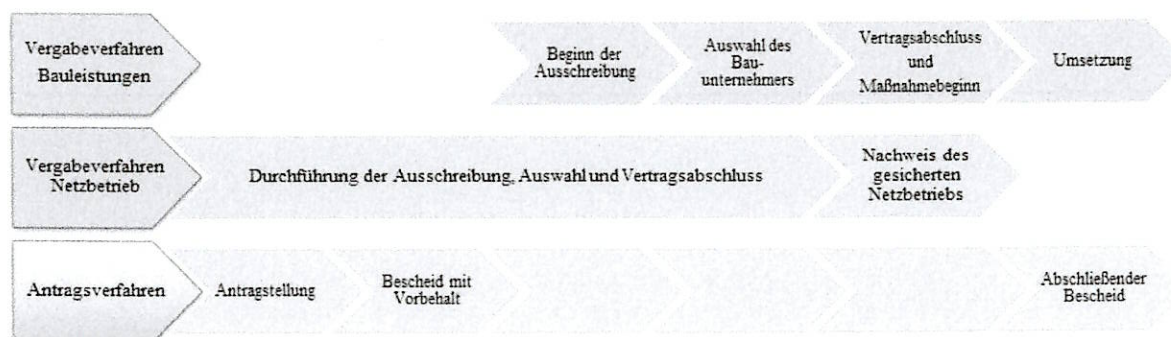 Vergabeverfahren
Bauleistungen
Beginn der
Ausschreibung
Auswahl des
Bau-
unternehmers
Vertragsabschluss
und
Maßnahmebeginn
Umsetzung
Vergabeverfahren
Netzbetrieb
Durchführung der Ausschreibung, Auswahl und Vertragsabschluss
Nachweis des
gesicherten
Netzbetriebs
Antragsverfahren
Antragstellung
Bescheid mit
Vorbehalt
Abschließender
Bescheid